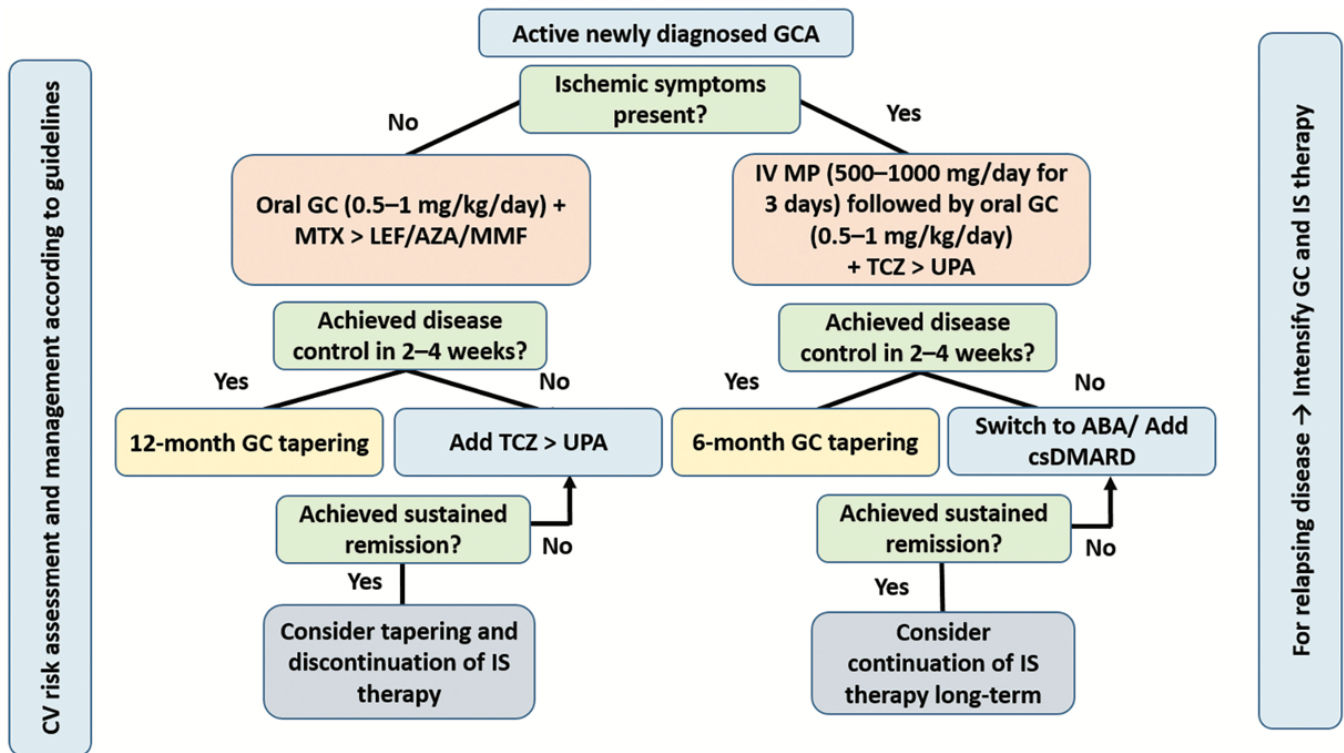 Active newly diagnosed GCA
Ischemic symptoms
present?
No
Yes
Oral GC (0.5–1 mg/kg/day) +
MTX > LEF/AZA/MMF
IV MP (500–1000 mg/day for
3 days) followed by oral GC
(0.5–1 mg/kg/day)
+ TCZ > UPA
Achieved disease
control in 2–4 weeks?
Achieved disease
control in 2–4 weeks?
Yes
No
Yes
No
12-month GC tapering
Add TCZ > UPA
6-month GC tapering
Switch to ABA/ Add
csDMARD
Achieved sustained
remission?
No
Achieved sustained
remission?
No
Yes
Yes
Consider tapering and
discontinuation of IS
therapy
Consider
continuation of IS
therapy long-term
CV risk assessment and management according to guidelines
For relapsing disease → Intensify GC and IS therapy